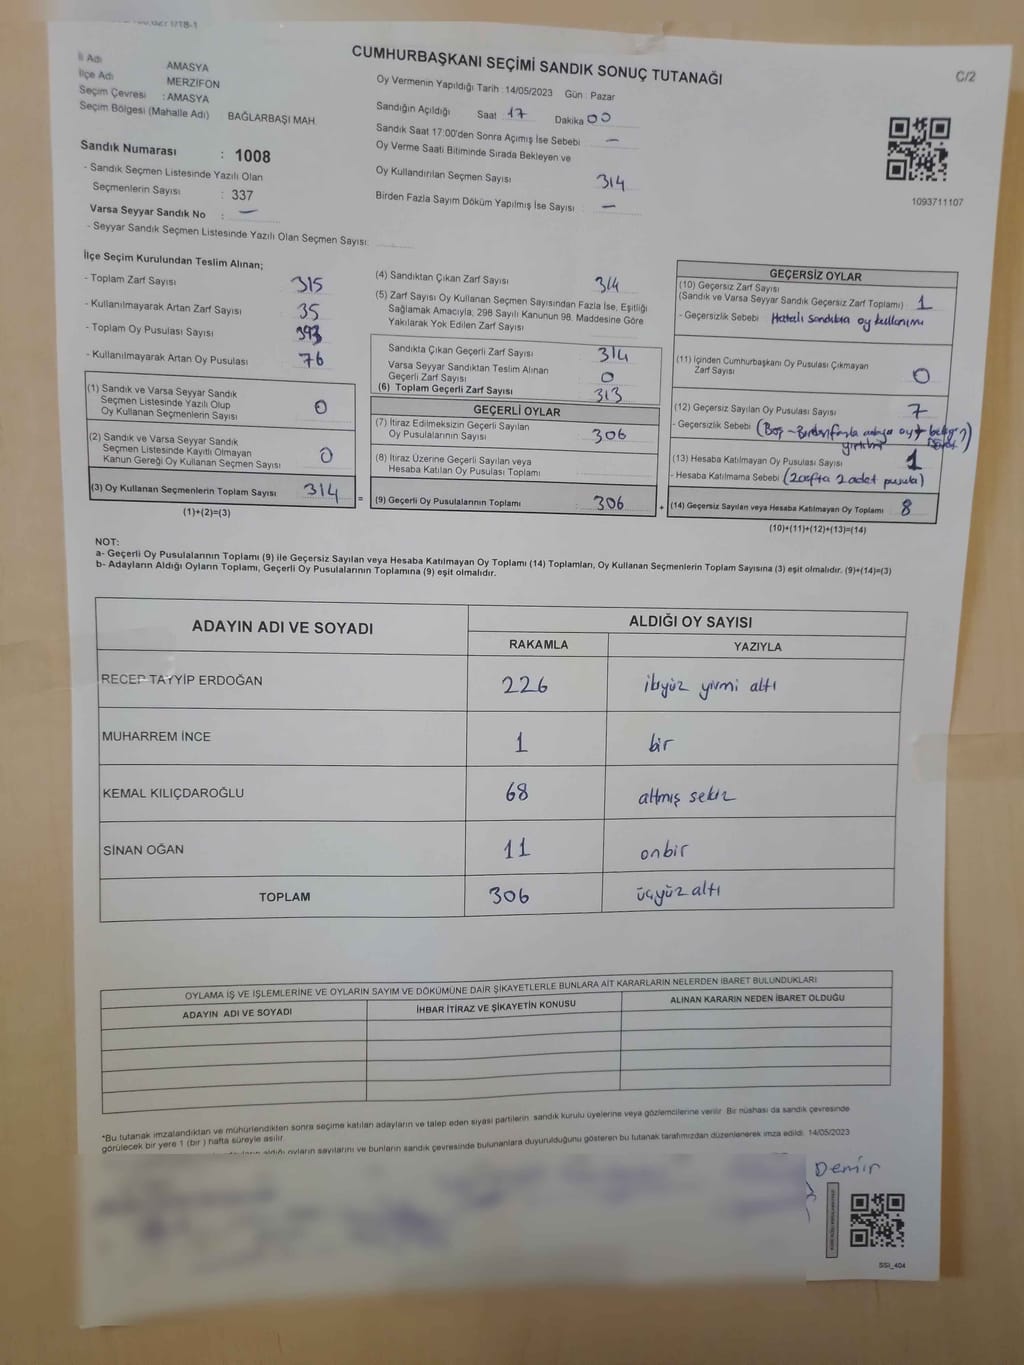 CUMHURBAŞKANI SEÇİMİ SANDIK SONUÇ TUTANAĞI
C/2
İl Adı AMASYA
İlçe Adı MERZİFON
Seçim Çevresi : AMASYA
Seçim Bölgesi (Mahalle Adı) BAĞLARBAŞI MAH.
Oy Vermenin Yapıldığı Tarih : 14/05/2023 Gün : Pazar
Sandığın Açıldığı Saat 17 Dakika 00
Sandık Saat 17:00'den Sonra Açımış İse Sebebi —
Oy Verme Saati Bitiminde Sırada Bekleyen ve
Oy Kullandırılan Seçmen Sayısı 314
Birden Fazla Sayım Döküm Yapılmış İse Sayısı —
1093711107
Sandık Numarası : 1008
- Sandık Seçmen Listesinde Yazılı Olan
Seçmenlerin Sayısı : 337
Varsa Seyyar Sandık No : —
- Seyyar Sandık Seçmen Listesinde Yazılı Olan Seçmen Sayısı:
İlçe Seçim Kurulundan Teslim Alınan;
- Toplam Zarf Sayısı 315
- Kullanılmayarak Artan Zarf Sayısı 35
- Toplam Oy Pusulası Sayısı 393
- Kullanılmayarak Artan Oy Pusulası 76
(1) Sandık ve Varsa Seyyar Sandık
Seçmen Listesinde Yazılı Olup
Oy Kullanan Seçmenlerin Sayısı 0
(2) Sandık ve Varsa Seyyar Sandık
Seçmen Listesinde Kayıtlı Olmayan
Kanun Gereği Oy Kullanan Seçmen Sayısı 0
(3) Oy Kullanan Seçmenlerin Toplam Sayısı 314
(1)+(2)=(3)
=
(4) Sandıktan Çıkan Zarf Sayısı 314
(5) Zarf Sayısı Oy Kullanan Seçmen Sayısından Fazla İse, Eşitliği
Sağlamak Amacıyla; 298 Sayılı Kanunun 98. Maddesine Göre
Yakılarak Yok Edilen Zarf Sayısı
Sandıkta Çıkan Geçerli Zarf Sayısı 314
Varsa Seyyar Sandıktan Teslim Alınan
Geçerli Zarf Sayısı 0
(6) Toplam Geçerli Zarf Sayısı 313
GEÇERLİ OYLAR
(7) İtiraz Edilmeksizin Geçerli Sayılan
Oy Pusulalarının Sayısı 306
(8) İtiraz Üzerine Geçerli Sayılan veya
Hesaba Katılan Oy Pusulası Toplamı
(9) Geçerli Oy Pusulalarının Toplamı 306
+
GEÇERSİZ OYLAR
(10) Geçersiz Zarf Sayısı
(Sandık ve Varsa Seyyar Sandık Geçersiz Zarf Toplamı) 1
- Geçersizlik Sebebi Hatalı Sandıkta oy kullanımı
(11) İçinden Cumhurbaşkanı Oy Pusulası Çıkmayan
Zarf Sayısı 0
(12) Geçersiz Sayılan Oy Pusulası Sayısı 7
- Geçersizlik Sebebi (Boş - Birden fazla
(13) Hesaba Katılmayan Oy Pusulası Sayısı 1
- Hesaba Katılmama Sebebi (Zarfta 2 adet pusula)
(14) Geçersiz Sayılan veya Hesaba Katılmayan Oy Toplamı 8
(10)+(11)+(12)+(13)=(14)
NOT:
a- Geçerli Oy Pusulalarının Toplamı (9) ile Geçersiz Sayılan veya Hesaba Katılmayan Oy Toplamı (14) Toplamları, Oy Kullanan Seçmenlerin Toplam Sayısına (3) eşit olmalıdır. (9)+(14)=(3)
b- Adayların Aldığı Oyların Toplamı, Geçerli Oy Pusulalarının Toplamına (9) eşit olmalıdır.
ADAYIN ADI VE SOYADI ALDIĞI OY SAYISI
RAKAMLA YAZIYLA
RECEP TAYYİP ERDOĞAN 226 ikiyüz yirmi altı
MUHARREM İNCE 1 bir
KEMAL KILIÇDAROĞLU 68 altmış sekiz
SİNAN OĞAN 11 onbir
TOPLAM 306 üçyüz altı
OYLAMA İŞ VE İŞLEMLERİNE VE OYLARIN SAYIM VE DÖKÜMÜNE DAİR ŞİKAYETLERLE BUNLARA AİT KARARLARIN NELERDEN İBARET BULUNDUKLARI
ADAYIN ADI VE SOYADI İHBAR İTİRAZ VE ŞİKAYETİN KONUSU ALINAN KARARIN NEDEN İBARET OLDUĞU
*Bu tutanak imzalandıktan ve mühürlendikten sonra seçime katılan adayların ve talep eden siyasi partilerin sandık kurulu üyelerine veya gözlemcilerine verilir. Bir nüshası da sandık çevresinde
görülecek bir yere 1 (bir ) hafta süreyle asılır.
aldığı oyların sayılarını ve bunların sandık çevresinde bulunanlara duyurulduğunu gösteren bu tutanak tarafımızdan düzenlenerek imza edildi. 14/05/2023
Demir
SSI_404